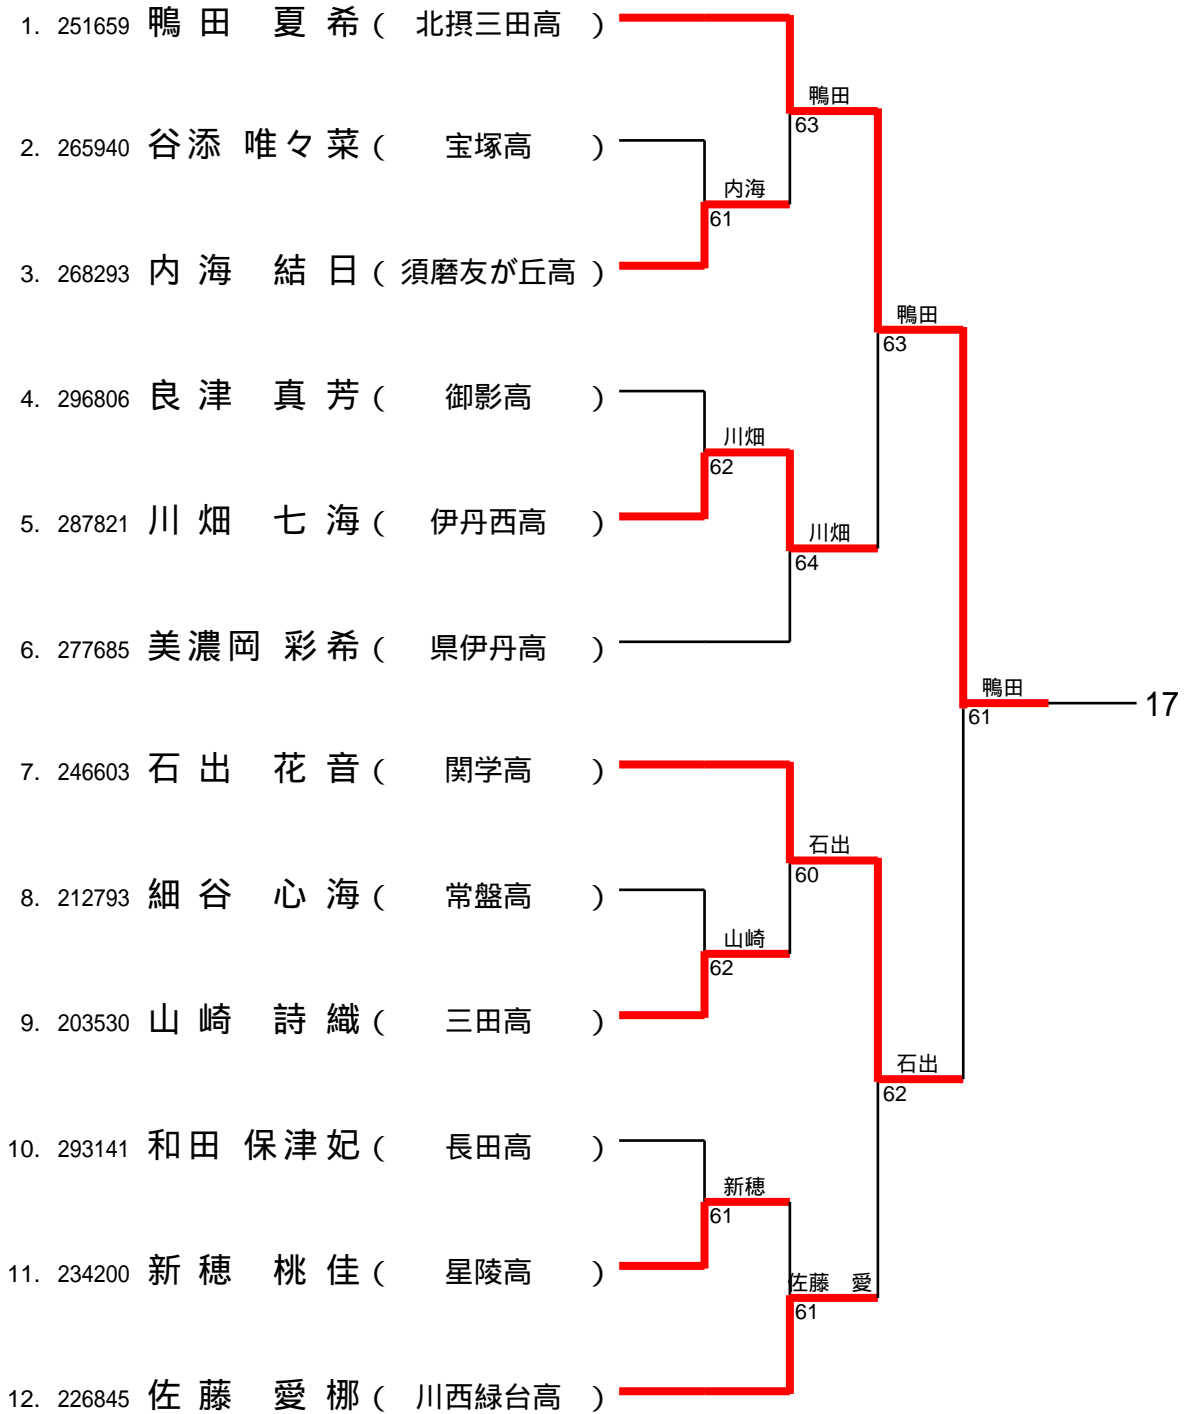 1. 251659 鴨田 夏希 ( 北摂三田高 )
鴨田
63
2. 265940 谷添 唯々菜 ( 宝塚高 )
内海
61
3. 268293 内海 結日 ( 須磨友が丘高 )
鴨田
63
4. 296806 良津 真芳 ( 御影高 )
川畑
62
5. 287821 川畑 七海 ( 伊丹西高 )
川畑
64
6. 277685 美濃岡 彩希 ( 県伊丹高 )
鴨田
61
17
7. 246603 石出 花音 ( 関学高 )
石出
60
8. 212793 細谷 心海 ( 常盤高 )
山崎
62
9. 203530 山崎 詩織 ( 三田高 )
石出
62
10. 293141 和田 保津妃 ( 長田高 )
新穂
61
11. 234200 新穂 桃佳 ( 星陵高 )
佐藤 愛
61
12. 226845 佐藤 愛梛 ( 川西緑台高 )